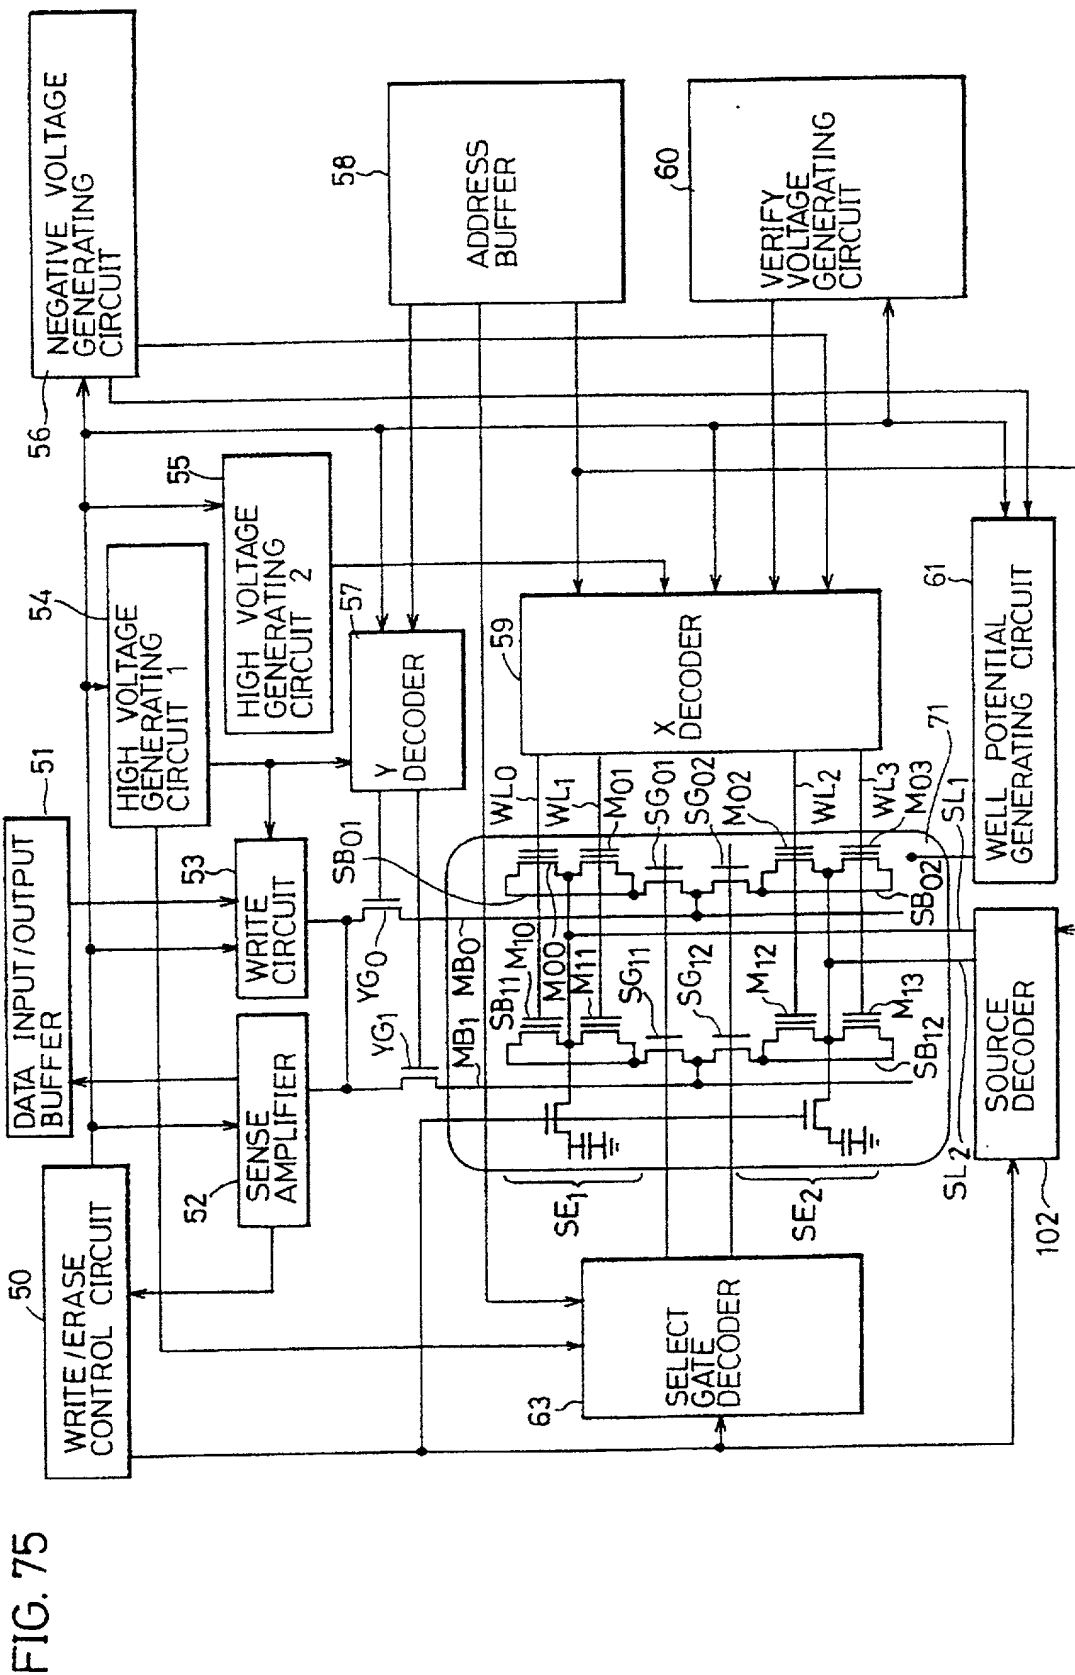 FIG. 75
50
WRITE/ERASE
CONTROL CIRCUIT
DATA INPUT/OUTPUT
BUFFER
51
56
NEGATIVE VOLTAGE
GENERATING
CIRCUIT
54
HIGH VOLTAGE
GENERATING
CIRCUIT 1
55
HIGH VOLTAGE
GENERATING
CIRCUIT 2
52
SENSE
AMPLIFIER
53
WRITE
CIRCUIT
57
Y
DECODER
58
ADDRESS
BUFFER
YG1
YG0
SB01
MB1
MB0
SB11
M10
M00
M11
WL0
WL1
M01
SG11
SG01
SG12
SG02
M12
M02
WL2
M13
WL3
M03
SB12
SB02
71
SE1
SE2
59
X
DECODER
60
VERIFY
VOLTAGE
GENERATING
CIRCUIT
63
SELECT
GATE
DECODER
SL2
SL1
102
SOURCE
DECODER
61
WELL POTENTIAL
GENERATING CIRCUIT